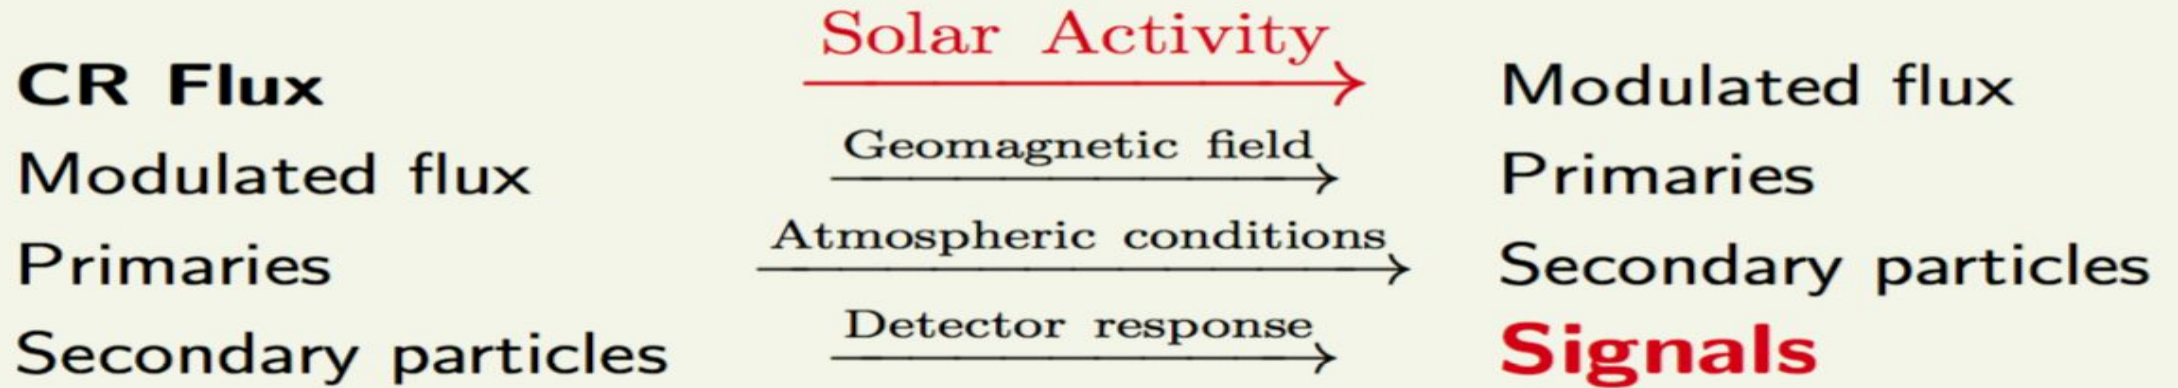 CR Flux Solar Activity Modulated flux
Modulated flux Geomagnetic field Primaries
Primaries Atmospheric conditions Secondary particles
Secondary particles Detector response Signals